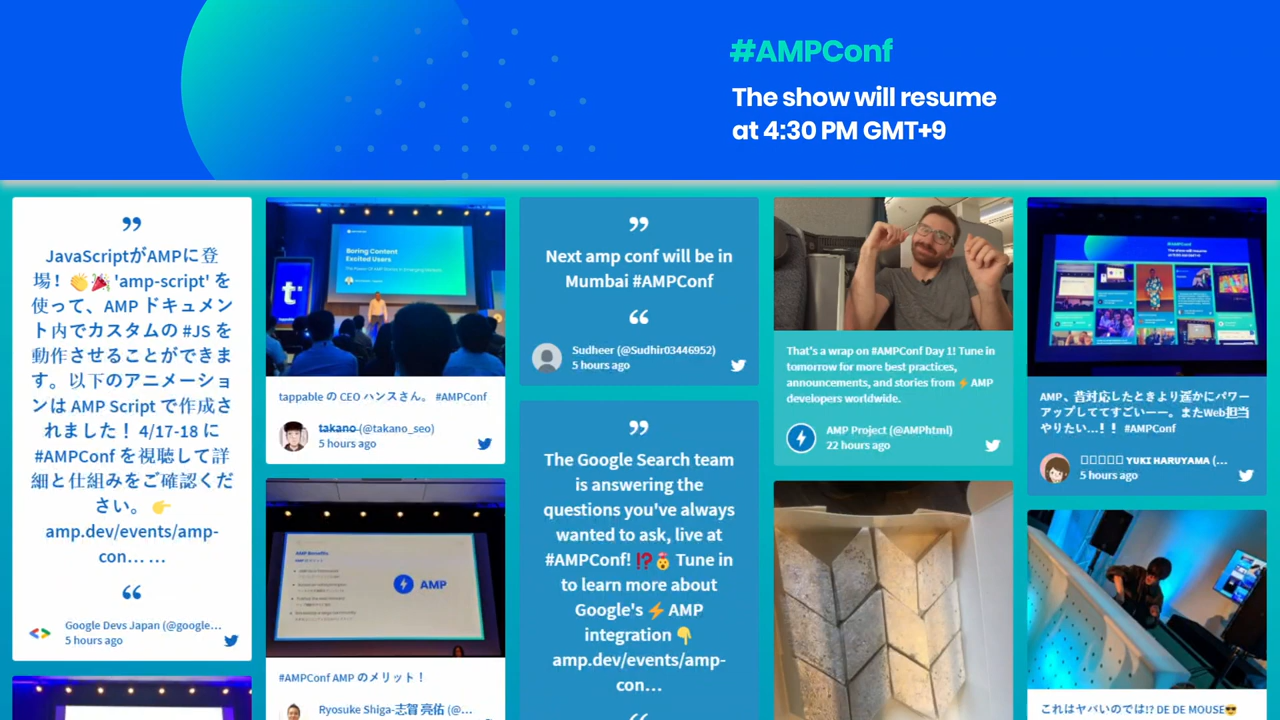 #AMPConf
The show will resume
at 4:30 PM GMT+9
”
JavaScriptがAMPに登
場！👏🎉 'amp-script' を
使って、AMP ドキュメン
ト内でカスタムの #JS を
動作させることができま
す。以下のアニメーショ
ンは AMP Script で作成さ
れました！ 4/17-18 に
#AMPConf を視聴して詳
細と仕組みをご確認くだ
さい。 👉
amp.dev/events/amp-
con… …
“
Google Devs Japan (@google…
5 hours ago
Boring Content
Excited Users
t
tappable の CEO ハンスさん。 #AMPConf
takano (@takano_seo)
5 hours ago
AMP Benefits
AMP
#AMPConf AMP のメリット！
Ryosuke Shiga-志賀 亮佑 (@…
”
Next amp conf will be in
Mumbai #AMPConf
“
Sudheer (@Sudhir03446952)
5 hours ago
”
The Google Search team
is answering the
questions you've always
wanted to ask, live at
#AMPConf! ⁉️🤯 Tune in
to learn more about
Google's ⚡AMP
integration 👇
amp.dev/events/amp-
con…
“
That's a wrap on #AMPConf Day 1! Tune in
tomorrow for more best practices,
announcements, and stories from ⚡AMP
developers worldwide.
AMP Project (@AMPhtml)
22 hours ago
#AMPConf
AMP、昔対応したときより遥かにパワー
アップしててすごいーー。またWeb担当
やりたい…！！ #AMPConf
YUKI HARUYAMA (…
5 hours ago
これはヤバいのでは!? DE DE MOUSE😎